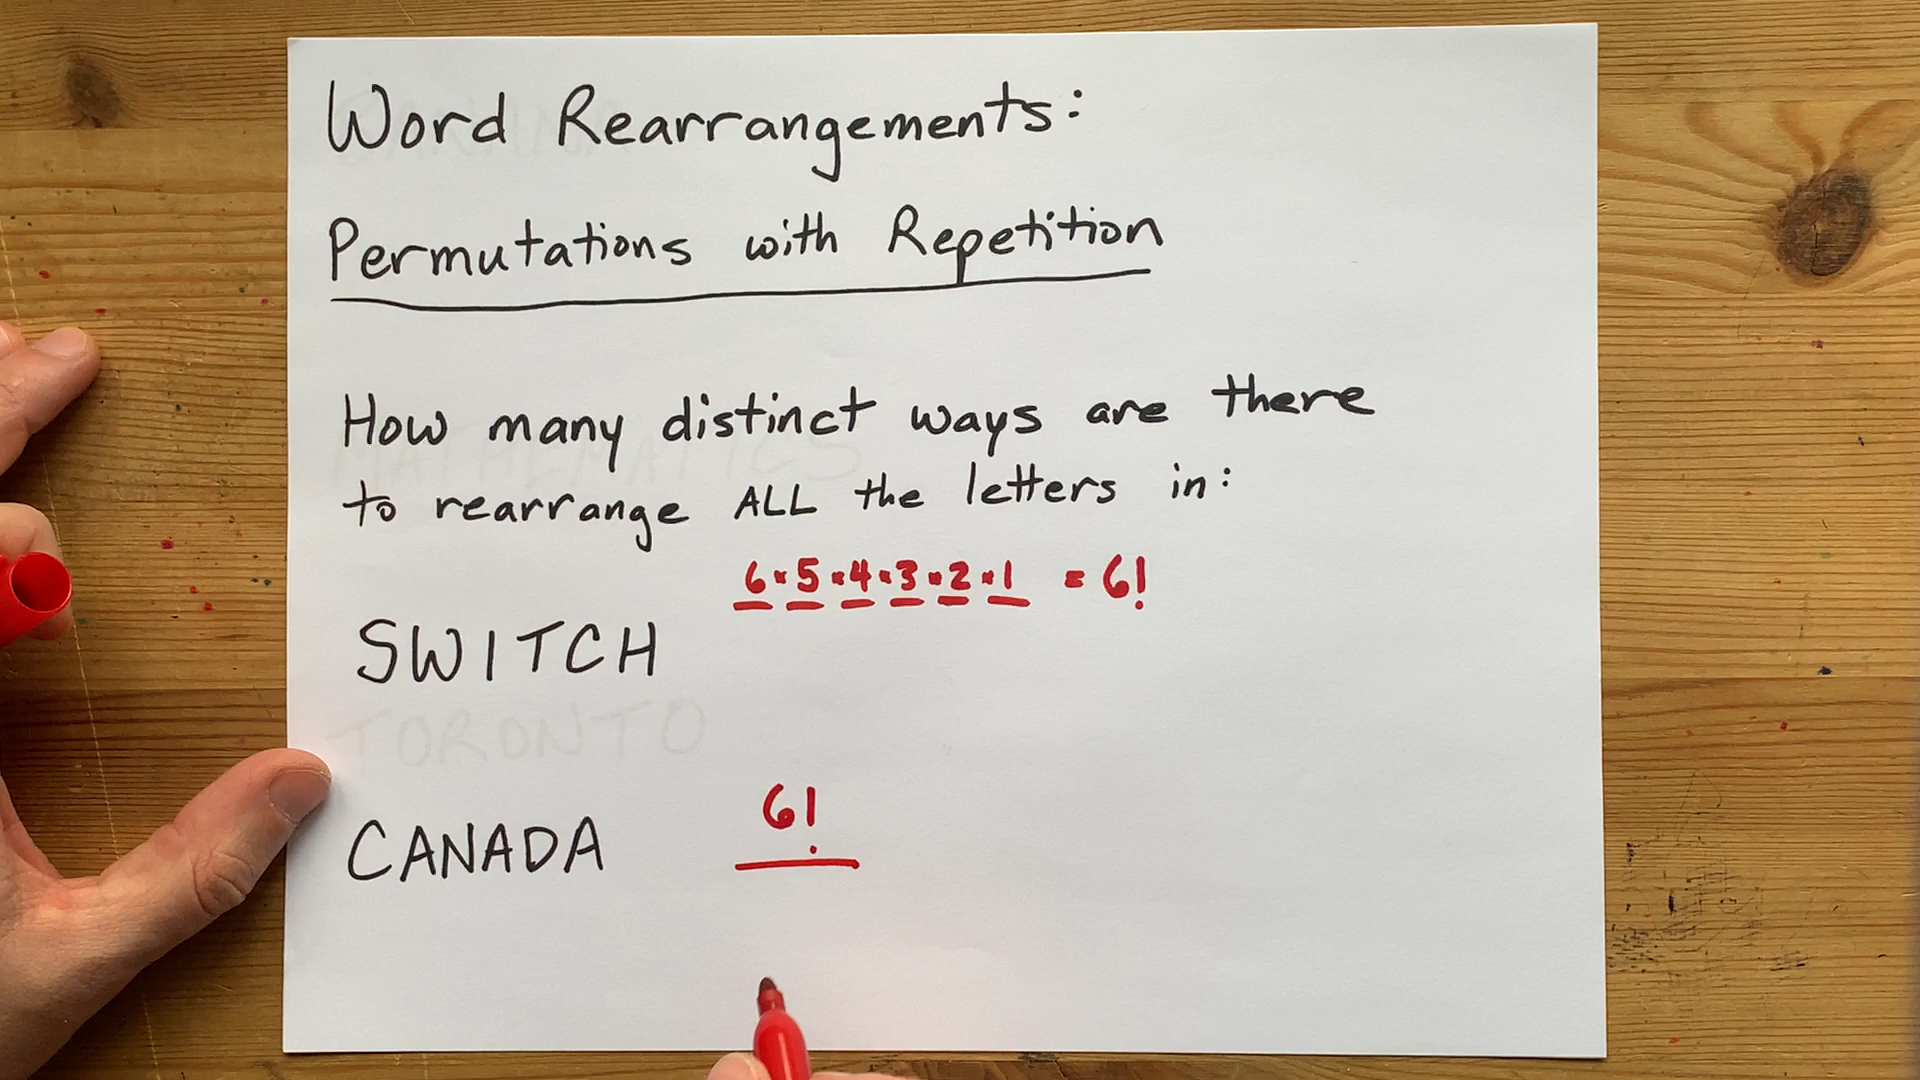 Word Rearrangements:
Permutations with Repetition
How many distinct ways are there
to rearrange ALL the letters in:
6 × 5 × 4 × 3 × 2 × 1 = 6!
SWITCH
TORONTO
6!
CANADA